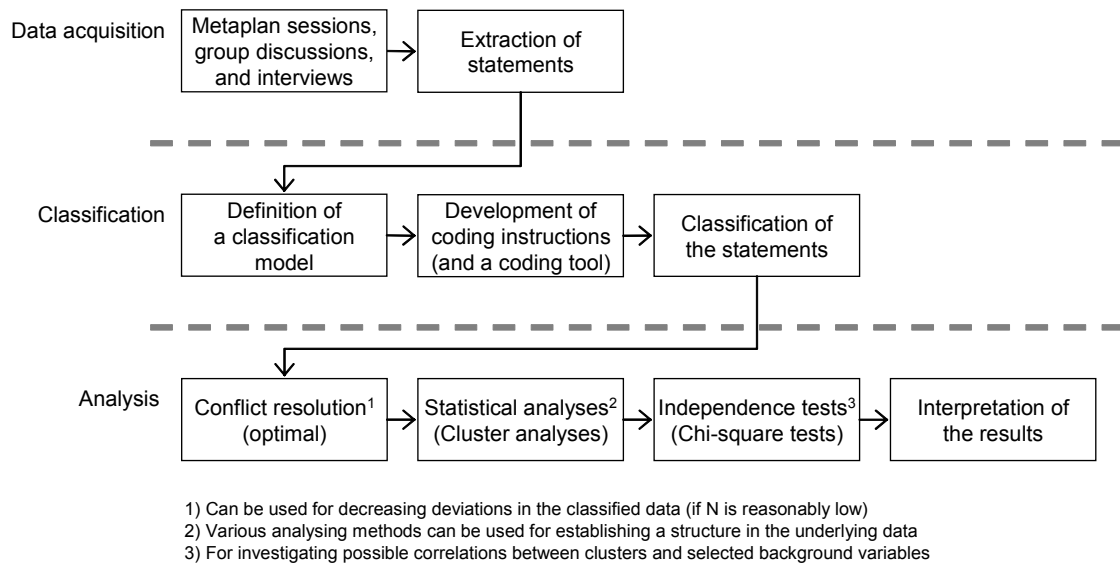 Data acquisition
Metaplan sessions,
group discussions,
and interviews
Extraction of
statements
Classification
Definition of
a classification
model
Development of
coding instructions
(and a coding tool)
Classification of
the statements
Analysis
Conflict resolution¹
(optimal)
Statistical analyses²
(Cluster analyses)
Independence tests³
(Chi-square tests)
Interpretation of
the results
1) Can be used for decreasing deviations in the classified data (if N is reasonably low)
2) Various analysing methods can be used for establishing a structure in the underlying data
3) For investigating possible correlations between clusters and selected background variables